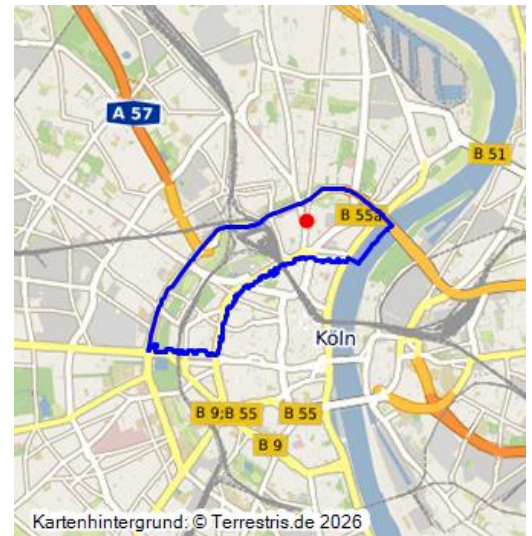 A 57
B 51
B 55a
Köln
B 9;B 55
B 55
B 9
Kartenhintergrund: © Terrestris.de 2026